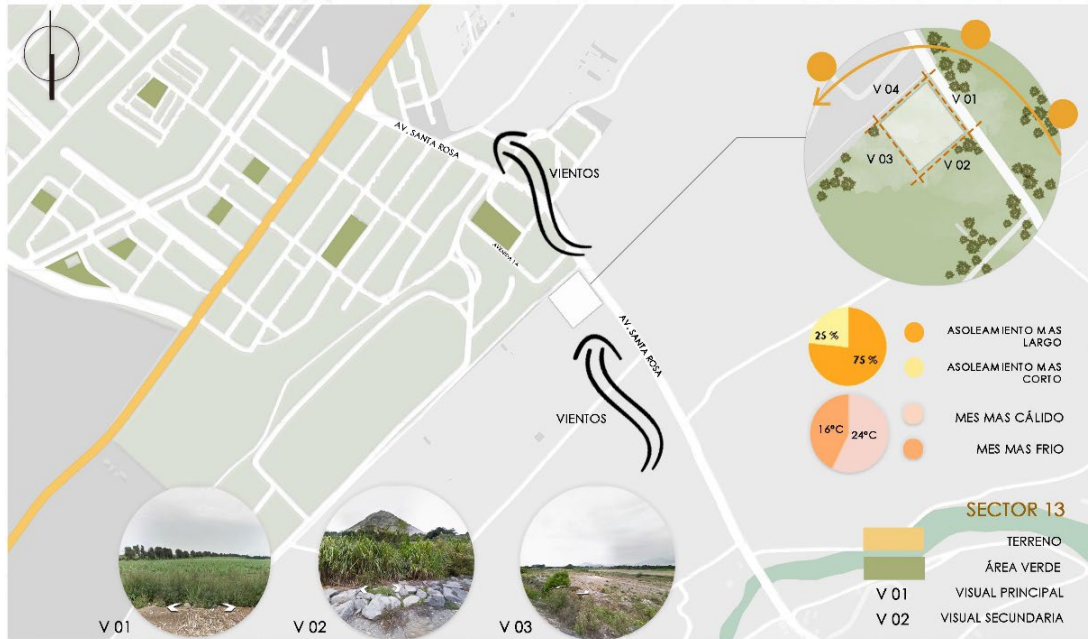 AV. SANTA ROSA
VIENTOS
AVENIDA 1A
AV. SANTA ROSA
VIENTOS
V 04
V 01
V 03
V 02
25 %
75 %
ASOLEAMIENTO MAS
LARGO
ASOLEAMIENTO MAS
CORTO
16°C
24°C
MES MAS CÁLIDO
MES MAS FRIO
SECTOR 13
TERRENO
ÁREA VERDE
V 01
VISUAL PRINCIPAL
V 02
VISUAL SECUNDARIA
V 01
V 02
V 03